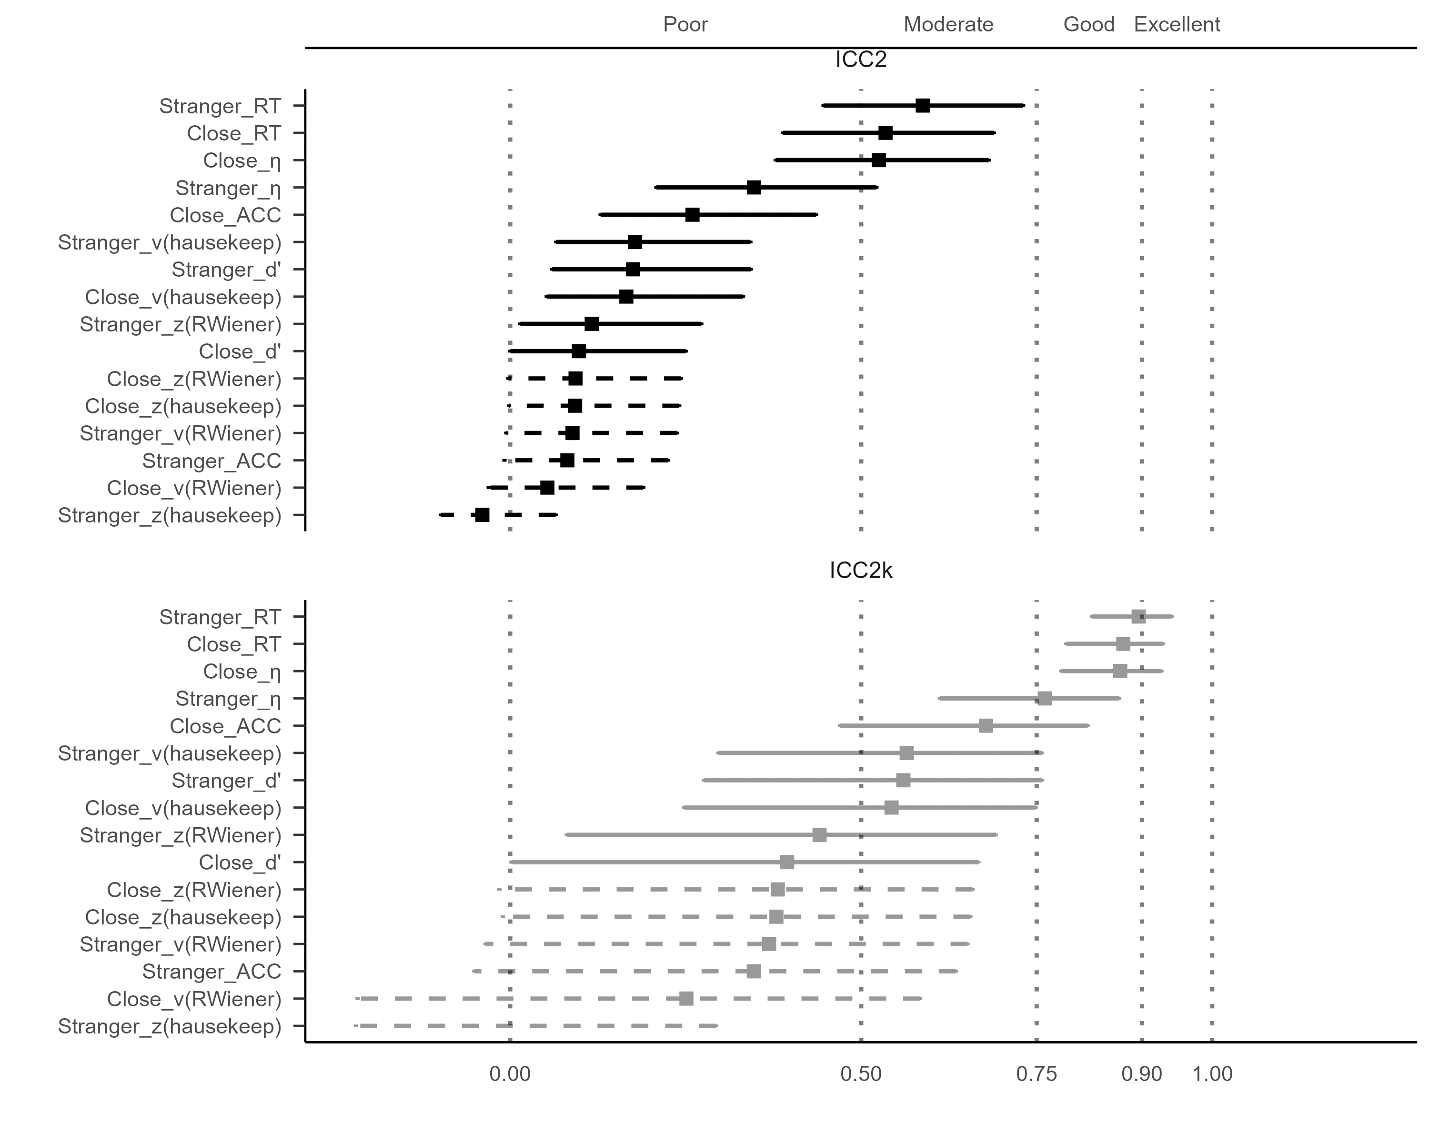 Poor Moderate Good Excellent
ICC2
Stranger_RT
Close_RT
Close_η
Stranger_η
Close_ACC
Stranger_v(hausekeep)
Stranger_d'
Close_v(hausekeep)
Stranger_z(RWiener)
Close_d'
Close_z(RWiener)
Close_z(hausekeep)
Stranger_v(RWiener)
Stranger_ACC
Close_v(RWiener)
Stranger_z(hausekeep)
ICC2k
Stranger_RT
Close_RT
Close_η
Stranger_η
Close_ACC
Stranger_v(hausekeep)
Stranger_d'
Close_v(hausekeep)
Stranger_z(RWiener)
Close_d'
Close_z(RWiener)
Close_z(hausekeep)
Stranger_v(RWiener)
Stranger_ACC
Close_v(RWiener)
Stranger_z(hausekeep)
0.00 0.50 0.75 0.90 1.00